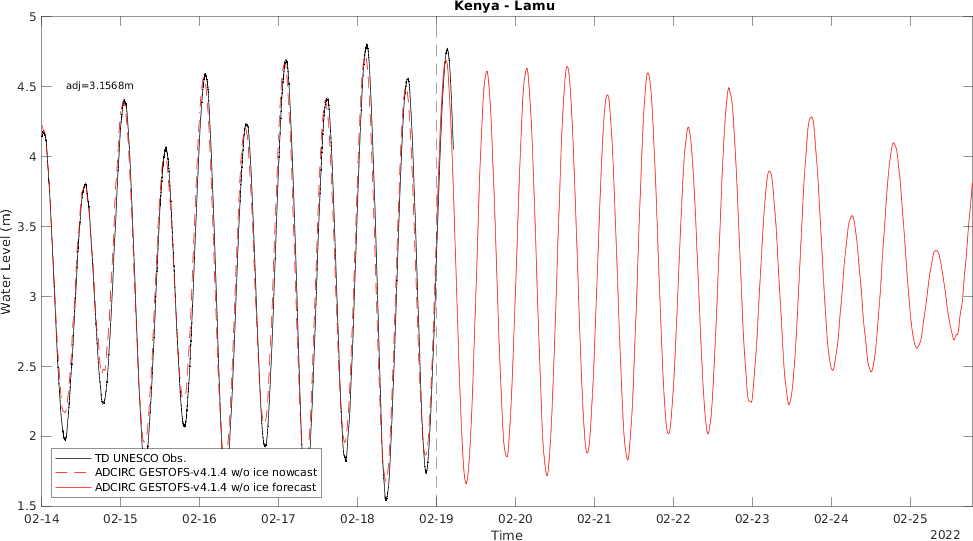 Kenya - Lamu
5
4.5
4
3.5
3
2.5
2
1.5
Water Level (m)
adj=3.1568m
TD UNESCO Obs.
ADCIRC GESTOFS-v4.1.4 w/o ice nowcast
ADCIRC GESTOFS-v4.1.4 w/o ice forecast
02-14 02-15 02-16 02-17 02-18 02-19 02-20 02-21 02-22 02-23 02-24 02-25
Time
2022